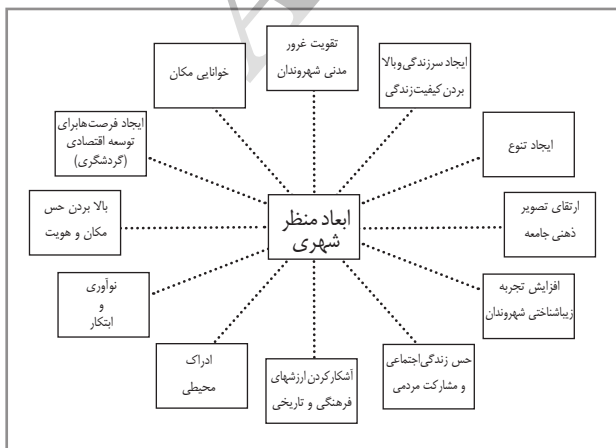 تقویت غرور
مدنی شهروندان
ایجاد سرزندگی وبالا
بردن کیفیت زندگی
ایجاد تنوع
ارتقای تصویر
ذهنی جامعه
افزایش تجربه
زیباشناختی شهروندان
حس زندگی اجتماعی
و مشارکت مردمی
آشکار کردن ارزشهای
فرهنگی و تاریخی
ادراک
محیطی
نوآوری
و
ابتکار
بالا بردن حس
مکان و هویت
ایجاد فرصت‌هابرای
توسعه اقتصادی
(گردشگری)
خوانایی مکان
ابعاد منظر
شهری